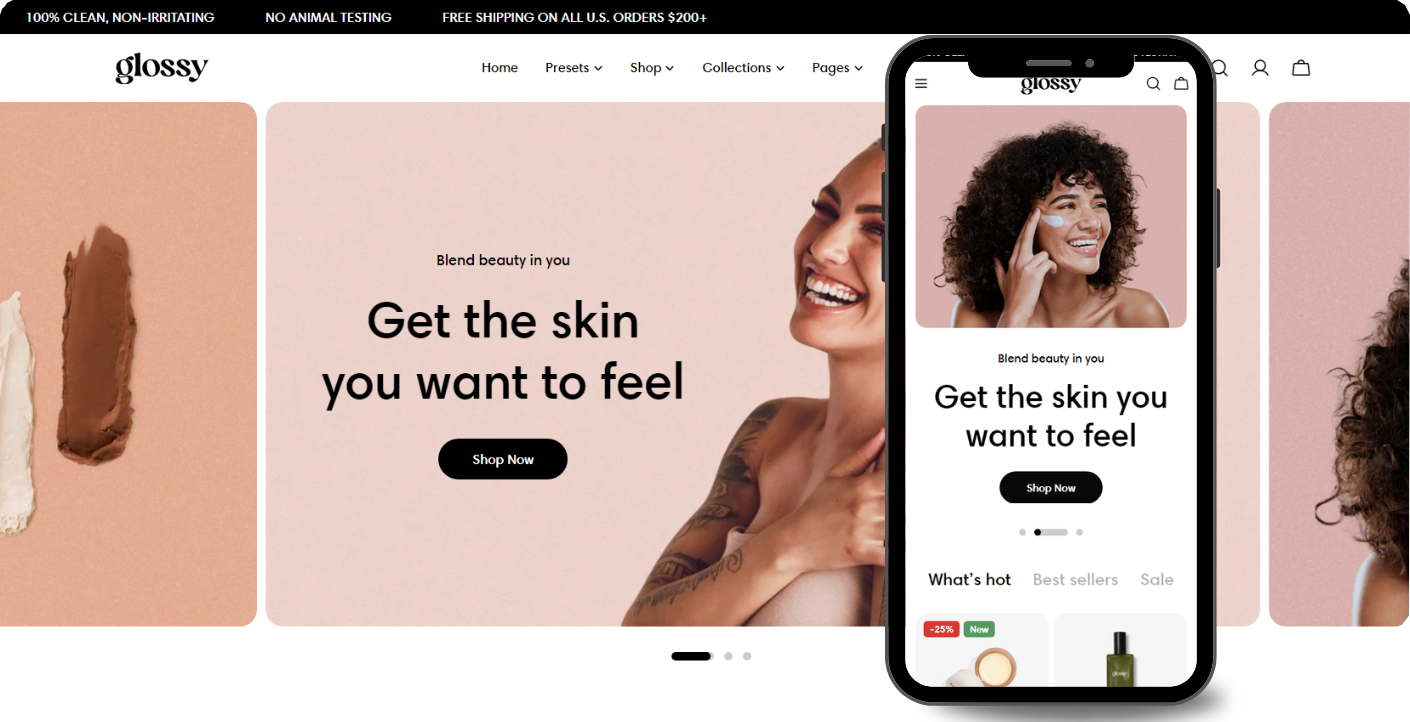 100% CLEAN, NON-IRRITATING NO ANIMAL TESTING FREE SHIPPING ON ALL U.S. ORDERS $200+
glossy
Home Presets Shop Collections Pages
Blend beauty in you
Get the skin
you want to feel
Shop Now
glossy
Blend beauty in you
Get the skin you
want to feel
Shop Now
What's hot Best sellers Sale
-25% New
glossy